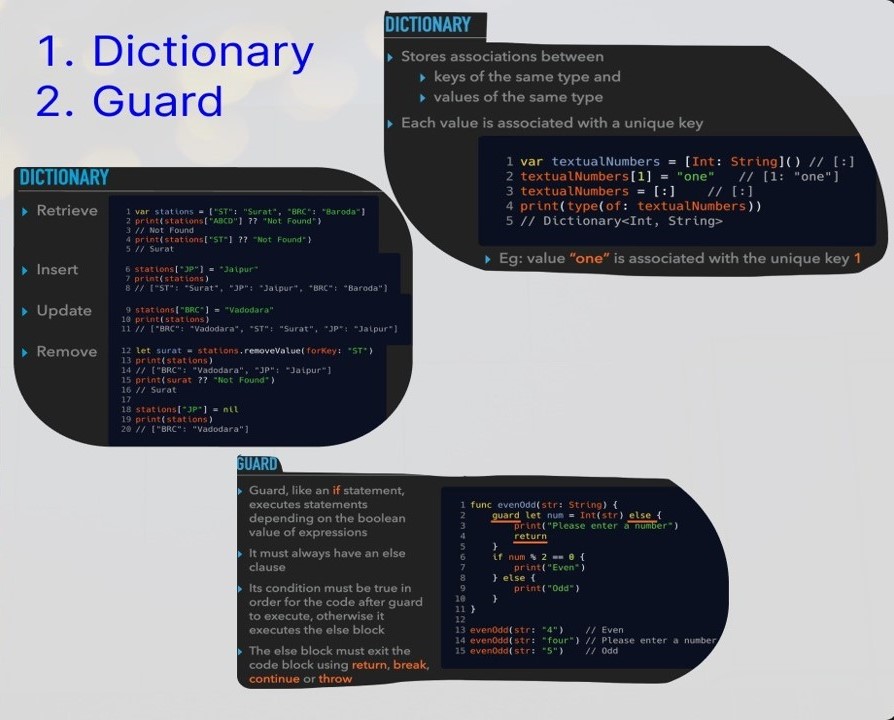 1. Dictionary
2. Guard
DICTIONARY
Stores associations between
keys of the same type and
values of the same type
Each value is associated with a unique key
1 var textualNumbers = [Int: String]() // [:]
2 textualNumbers[1] = "one" // [1: "one"]
3 textualNumbers = [:] // [:]
4 print(type(of: textualNumbers))
5 // Dictionary<Int, String>
Eg: value “one” is associated with the unique key 1
DICTIONARY
Retrieve
1 var stations = ["ST": "Surat", "BRC": "Baroda"]
2 print(stations["ABCD"] ?? "Not Found")
3 // Not Found
4 print(stations["ST"] ?? "Not Found")
5 // Surat
Insert
6 stations["JP"] = "Jaipur"
7 print(stations)
8 // ["ST": "Surat", "JP": "Jaipur", "BRC": "Baroda"]
Update
9 stations["BRC"] = "Vadodara"
10 print(stations)
11 // ["BRC": "Vadodara", "ST": "Surat", "JP": "Jaipur"]
Remove
12 let surat = stations.removeValue(forKey: "ST")
13 print(stations)
14 // ["BRC": "Vadodara", "JP": "Jaipur"]
15 print(surat ?? "Not Found")
16 // Surat
17
18 stations["JP"] = nil
19 print(stations)
20 // ["BRC": "Vadodara"]
GUARD
Guard, like an if statement,
executes statements
depending on the boolean
value of expressions
It must always have an else
clause
Its condition must be true in
order for the code after guard
to execute, otherwise it
executes the else block
The else block must exit the
code block using return, break,
continue or throw
1 func evenOdd(str: String) {
2 guard let num = Int(str) else {
3 print("Please enter a number")
4 return
5 }
6 if num % 2 == 0 {
7 print("Even")
8 } else {
9 print("Odd")
10 }
11 }
12
13 evenOdd(str: "4") // Even
14 evenOdd(str: "four") // Please enter a number
15 evenOdd(str: "5") // Odd